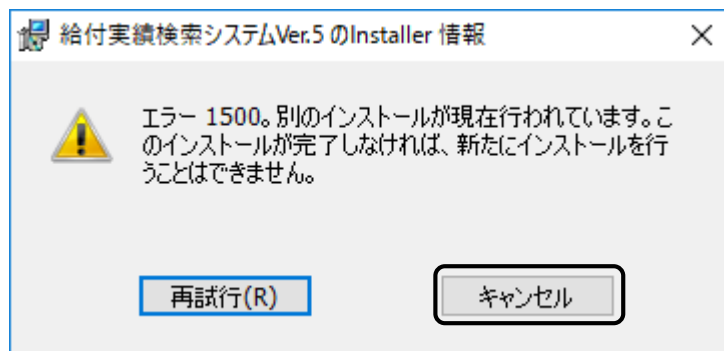 給付実績検索システムVer.5 のInstaller 情報
エラー 1500。別のインストールが現在行われています。こ
のインストールが完了しなければ、新たにインストールを行
うことはできません。
再試行(R)
キャンセル